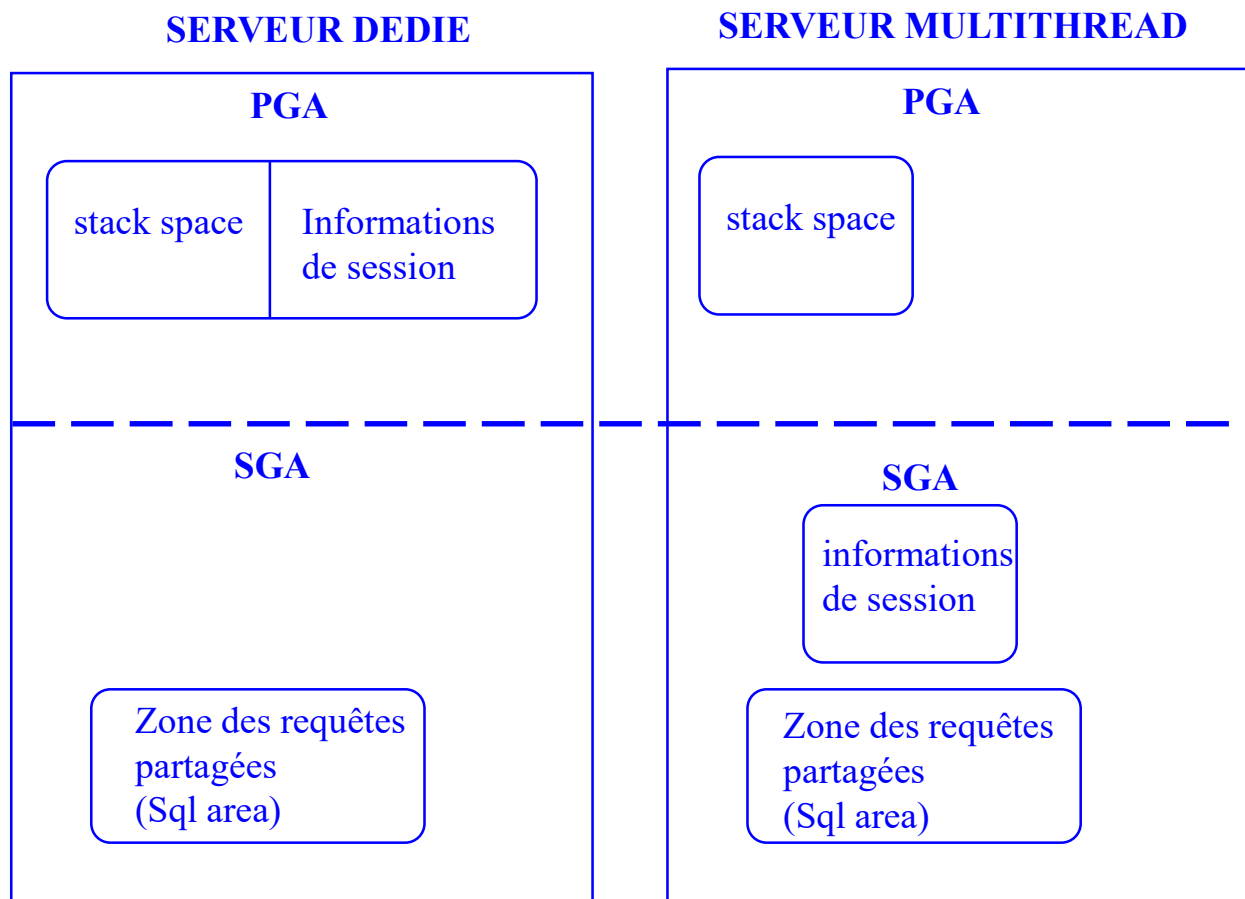 SERVEUR DEDIE
PGA
stack space
Informations
de session
SGA
Zone des requêtes
partagées
(Sql area)
SERVEUR MULTITHREAD
PGA
stack space
SGA
informations
de session
Zone des requêtes
partagées
(Sql area)